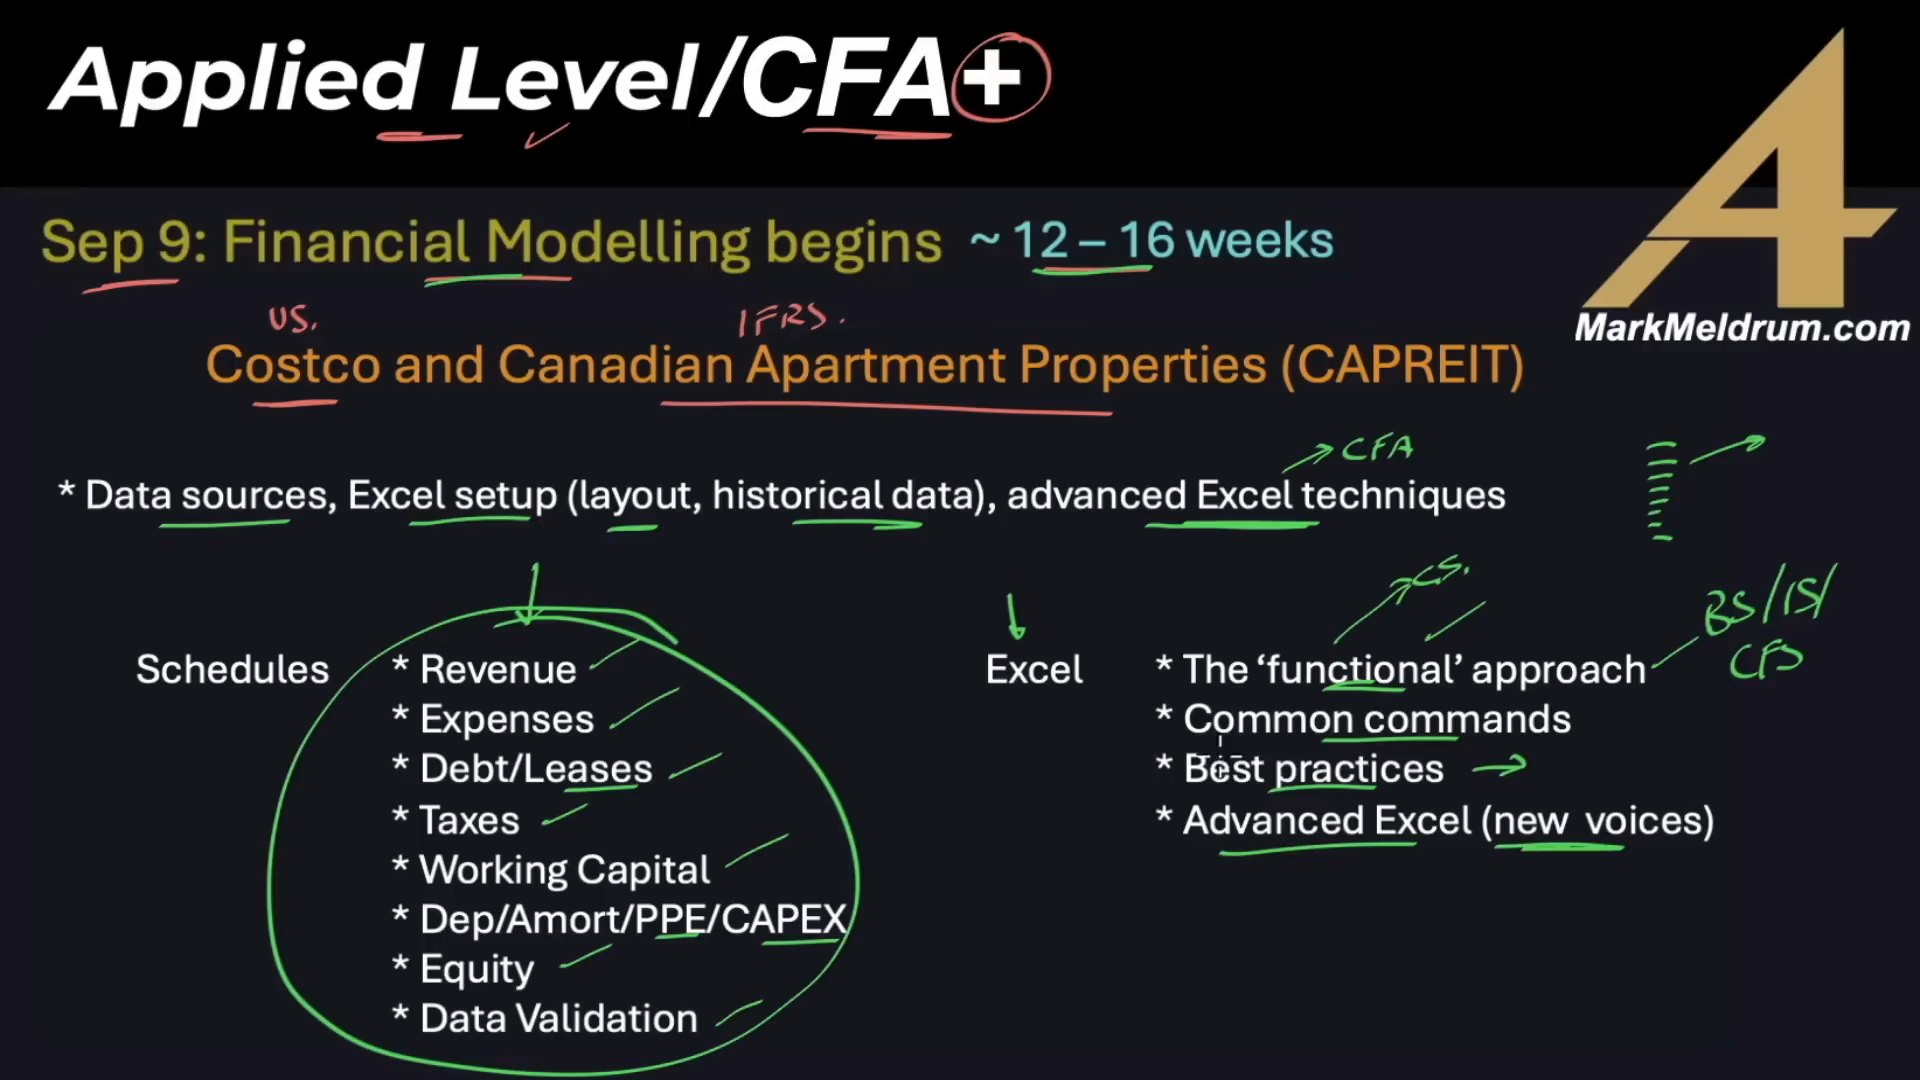 Applied Level/CFA+
Sep 9: Financial Modelling begins ~ 12 – 16 weeks
MarkMeldrum.com
US. IFRS.
Costco and Canadian Apartment Properties (CAPREIT)
CFA
* Data sources, Excel setup (layout, historical data), advanced Excel techniques
CS.
BS/IS/
CFS
Schedules
* Revenue
* Expenses
* Debt/Leases
* Taxes
* Working Capital
* Dep/Amort/PPE/CAPEX
* Equity
* Data Validation
Excel
* The ‘functional’ approach
* Common commands
* Best practices
* Advanced Excel (new voices)